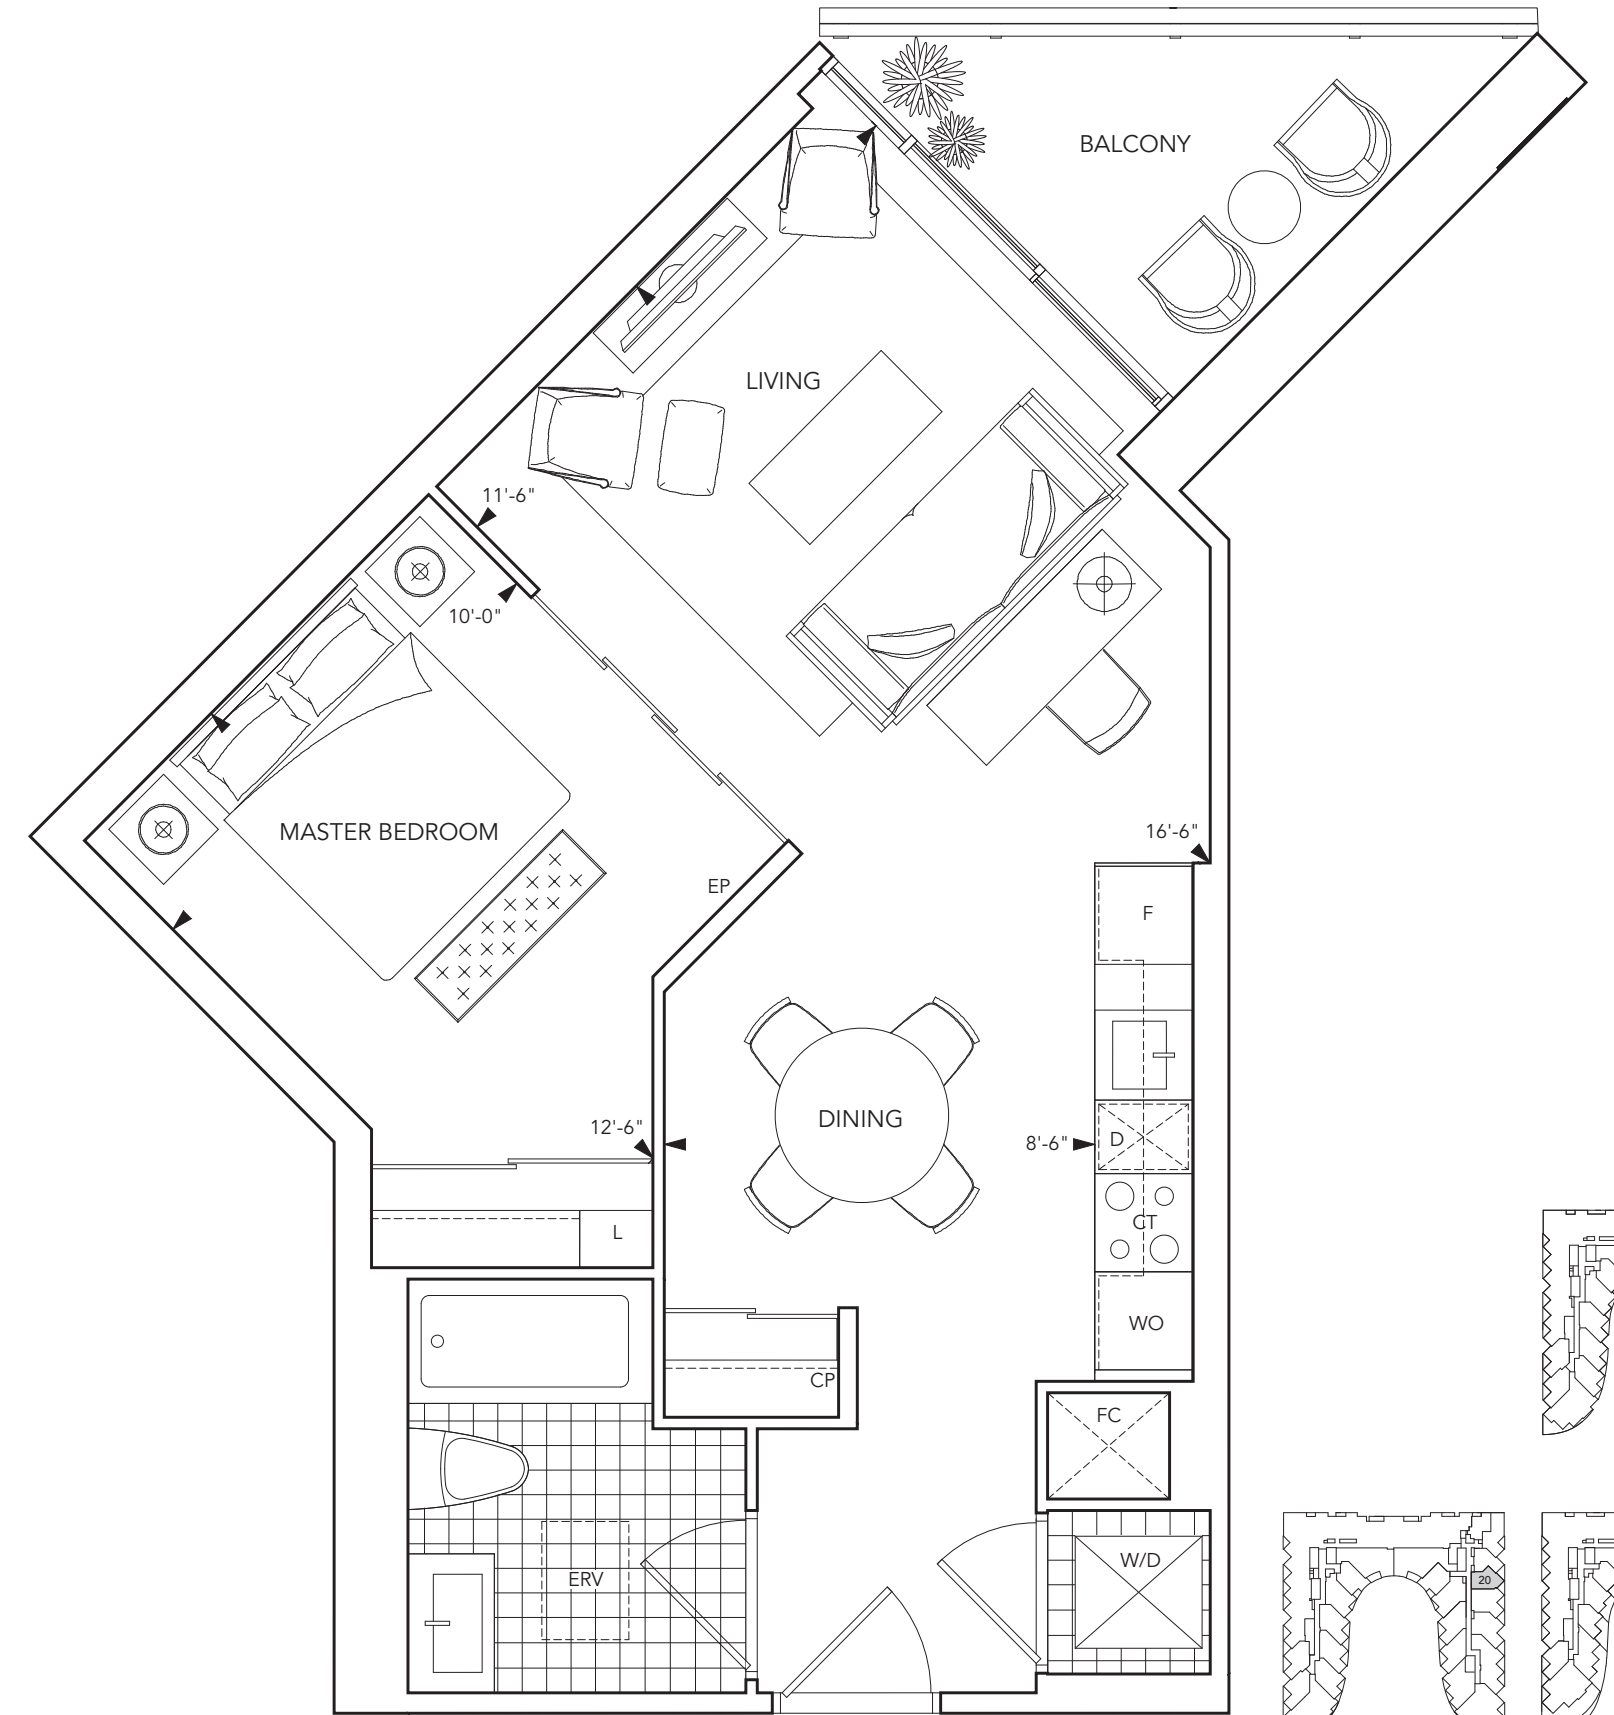 BALCONY
LIVING
11'-6"
10'-0"
MASTER BEDROOM
16'-6"
EP
F
DINING
12'-6"
8'-6"
D
CT
L
WO
CP
FC
W/D
ERV
20